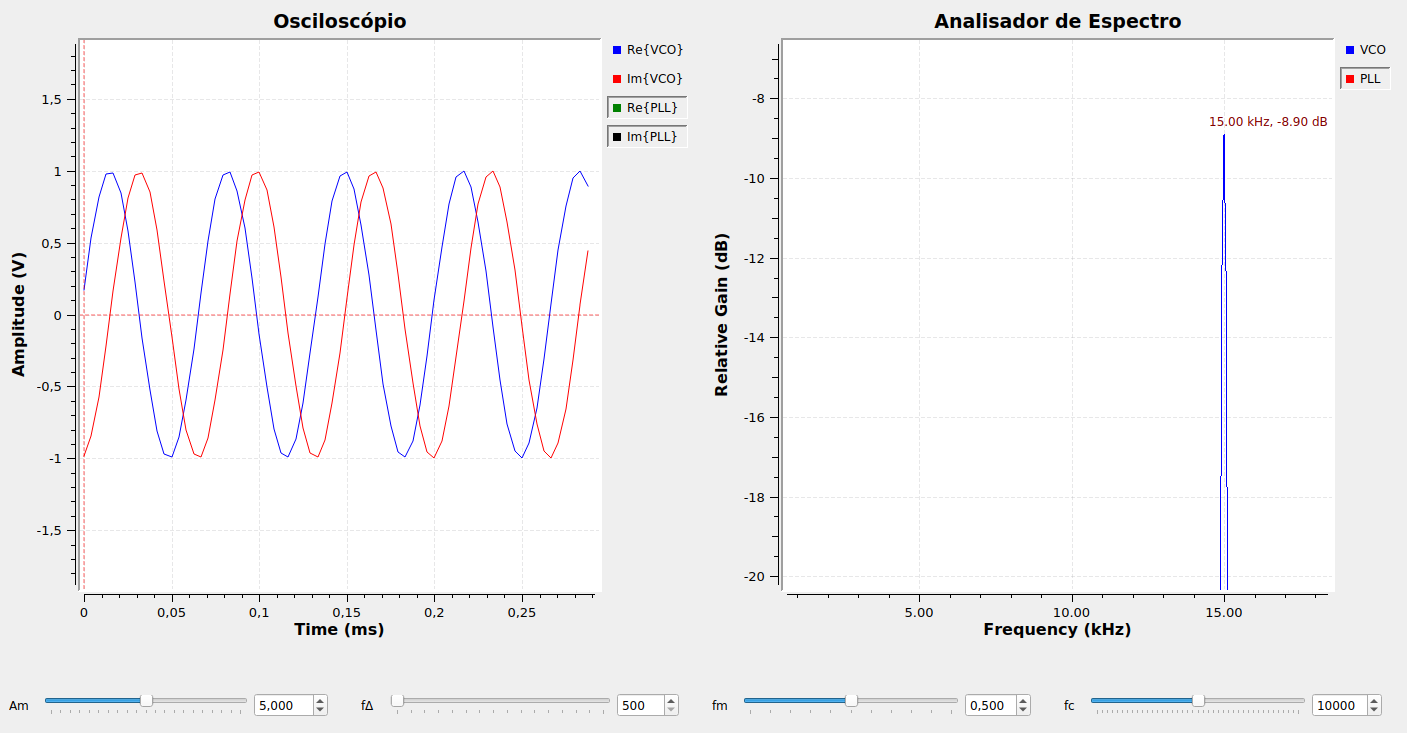 Osciloscópio
Re{VCO}
Im{VCO}
Re{PLL}
Im{PLL}
Amplitude (V)
1,5
1
0,5
0
-0,5
-1
-1,5
0 0,05 0,1 0,15 0,2 0,25
Time (ms)
Analisador de Espectro
VCO
PLL
15.00 kHz, -8.90 dB
Relative Gain (dB)
-8
-10
-12
-14
-16
-18
-20
5.00 10.00 15.00
Frequency (kHz)
Am 5,000 fΔ 500 fm 0,500 fc 10000